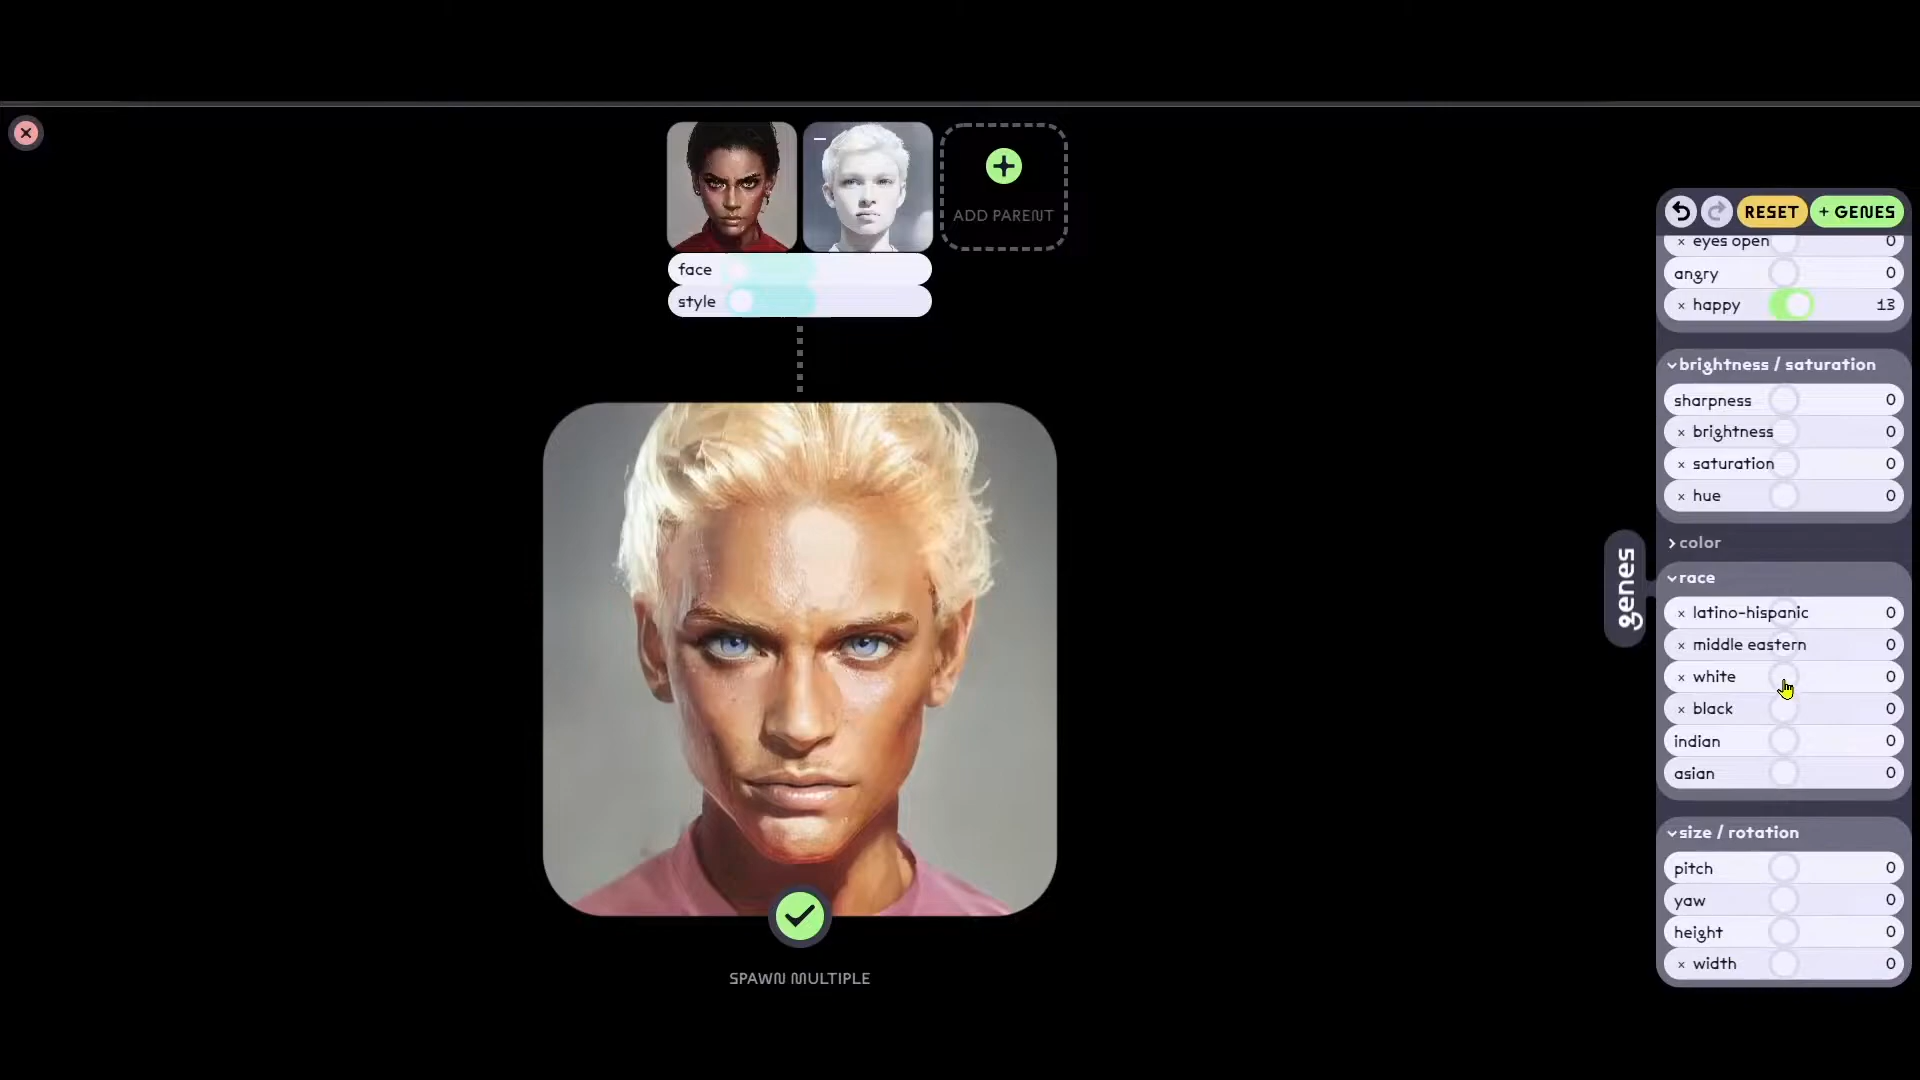 ADD PARENT
face
style
SPAWN MULTIPLE
genes
RESET + GENES
× eyes open 0
angry 0
× happy 13
brightness / saturation
sharpness 0
× brightness 0
× saturation 0
× hue 0
color
race
× latino-hispanic 0
× middle eastern 0
× white 0
× black 0
indian 0
asian 0
size / rotation
pitch 0
yaw 0
height 0
× width 0